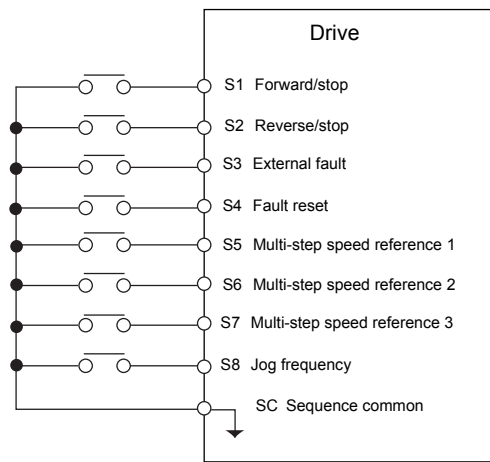 Drive
S1 Forward/stop
S2 Reverse/stop
S3 External fault
S4 Fault reset
S5 Multi-step speed reference 1
S6 Multi-step speed reference 2
S7 Multi-step speed reference 3
S8 Jog frequency
SC Sequence common